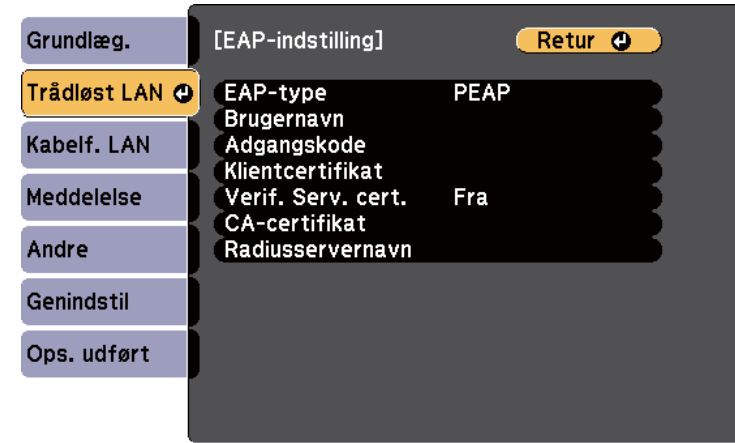 Grundlæg.
Trådløst LAN
Kabelf. LAN
Meddelelse
Andre
Genindstil
Ops. udført
[EAP-indstilling] Retur
EAP-type PEAP
Brugernavn
Adgangskode
Klientcertifikat
Verif. Serv. cert. Fra
CA-certifikat
Radiusservernavn